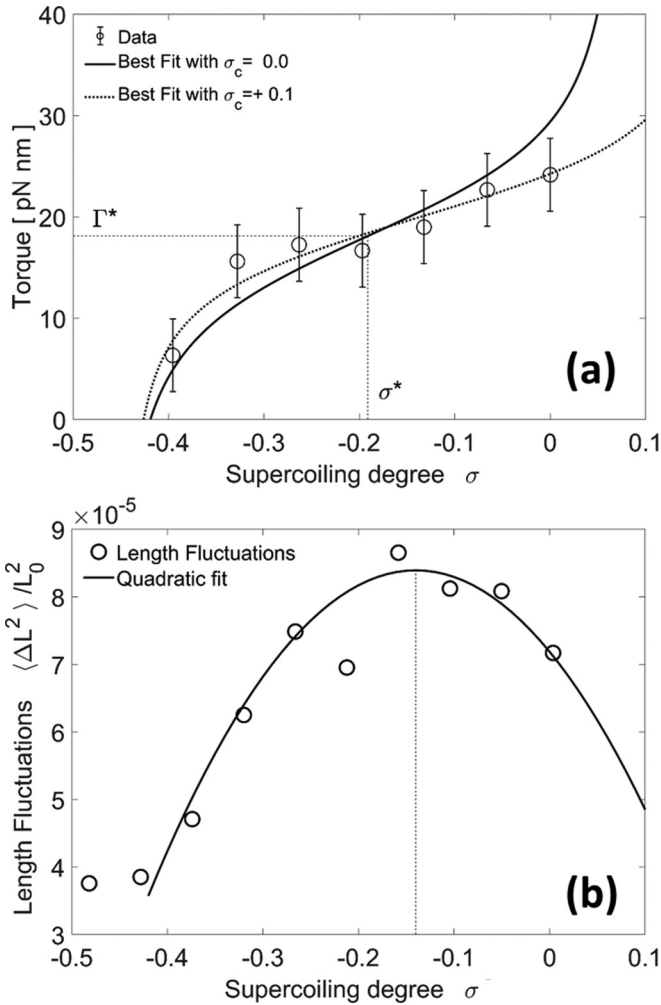 40
30
20
10
0
Torque [ pN nm ]
Data
Best Fit with σc= 0.0
Best Fit with σc=+ 0.1
Γ*
σ*
(a)
-0.5 -0.4 -0.3 -0.2 -0.1 0 0.1
Supercoiling degree σ
×10-5
9
8
7
6
5
4
3
Length Fluctuations ⟨ΔL2⟩/L02
Length Fluctuations
Quadratic fit
(b)
-0.5 -0.4 -0.3 -0.2 -0.1 0 0.1
Supercoiling degree σ